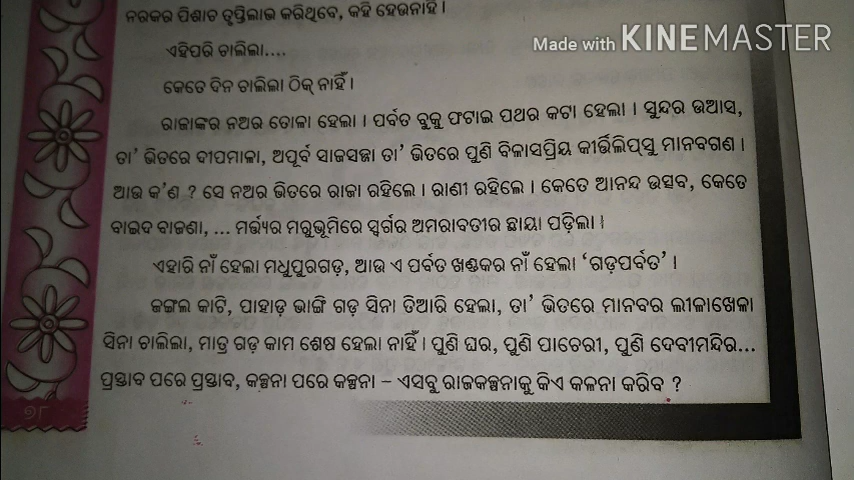 ନରକର ପିଶାଚ ତୃପ୍ତିଲାଭ କରିଥିବେ, କହି ହେଉନାହିଁ ।
Made with KINEMASTER
ଏହିପରି ଚାଲିଲା....
କେତେ ଦିନ ଚାଲିଲା ଠିକ୍ ନାହିଁ ।
ରାଜାଙ୍କର ନଅର ତୋଳା ହେଲା । ପର୍ବତ ବୁକୁ ଫଟାଇ ପଥର କଟା ହେଲା । ସୁନ୍ଦର ଉଆସ,
ତା' ଭିତରେ ଦୀପମାଳା, ଅପୂର୍ବ ସାଜସଜ୍ଜା ତା' ଭିତରେ ପୁଣି ବିଳାସପ୍ରିୟ କୀର୍ତ୍ତିଲିପ୍‌ସୁ ମାନବଗଣ ।
ଆଉ କ'ଣ ? ସେ ନଅର ଭିତରେ ରାଜା ରହିଲେ । ରାଣୀ ରହିଲେ । କେତେ ଆନନ୍ଦ ଉତ୍ସବ, କେତେ
ବାଇଦ ବାଜଣା, ... ମର୍ତ୍ତ୍ୟର ମରୁଭୂମିରେ ସ୍ୱର୍ଗର ଅମରାବତୀର ଛାୟା ପଡ଼ିଲା ।
ଏହାରି ନାଁ ହେଲା ମଧୁପୁରଗଡ଼, ଆଉ ଏ ପର୍ବତ ଖଣ୍ଡକର ନାଁ ହେଲା ‘ଗଡ଼ପର୍ବତ’ ।
ଜଙ୍ଗଲ କାଟି, ପାହାଡ଼ ଭାଙ୍ଗି ଗଡ଼ ସିନା ତିଆରି ହେଲା, ତା' ଭିତରେ ମାନବର ଲୀଳାଖେଳା
ସିନା ଚାଲିଲା, ମାତ୍ର ଗଡ଼ କାମ ଶେଷ ହେଲା ନାହିଁ । ପୁଣି ଘର, ପୁଣି ପାଚେରୀ, ପୁଣି ଦେବୀମନ୍ଦିର...
ପ୍ରସ୍ତାବ ପରେ ପ୍ରସ୍ତାବ, କଳ୍ପନା ପରେ କଳ୍ପନା – ଏସବୁ ରାଜକଳ୍ପନାକୁ କିଏ କଳନା କରିବ ?
୭୮